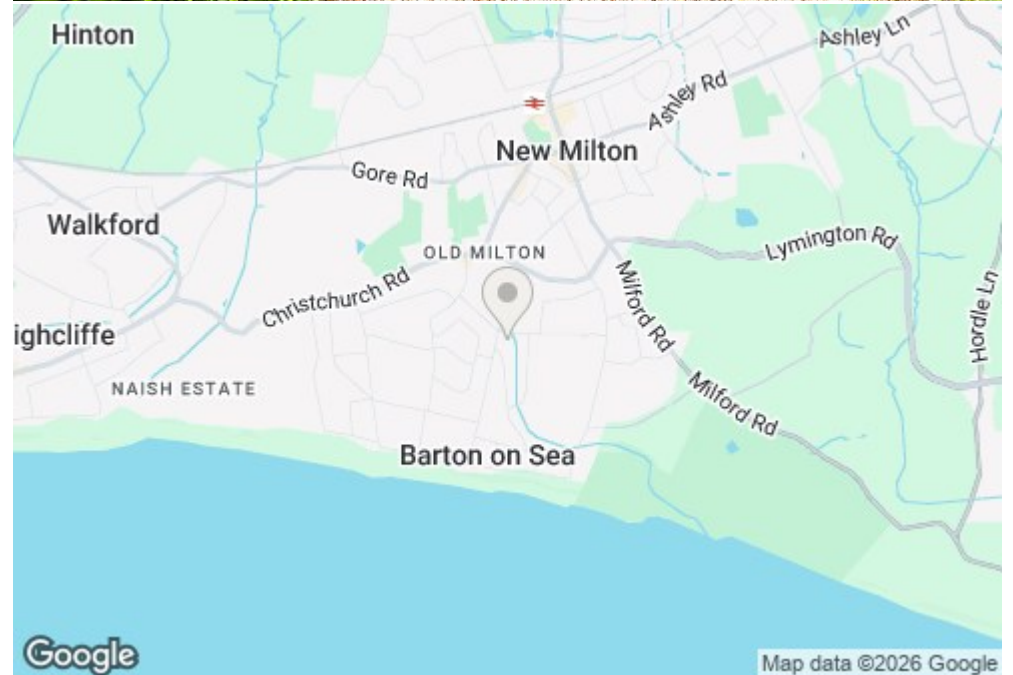 Hinton
Ashley Ln
Ashley Rd
New Milton
Gore Rd
Walkford
OLD MILTON
Lymington Rd
Christchurch Rd
Milford Rd
Hordle Ln
ighcliffe
NAISH ESTATE
Milford Rd
Barton on Sea
Google
Map data ©2026 Google